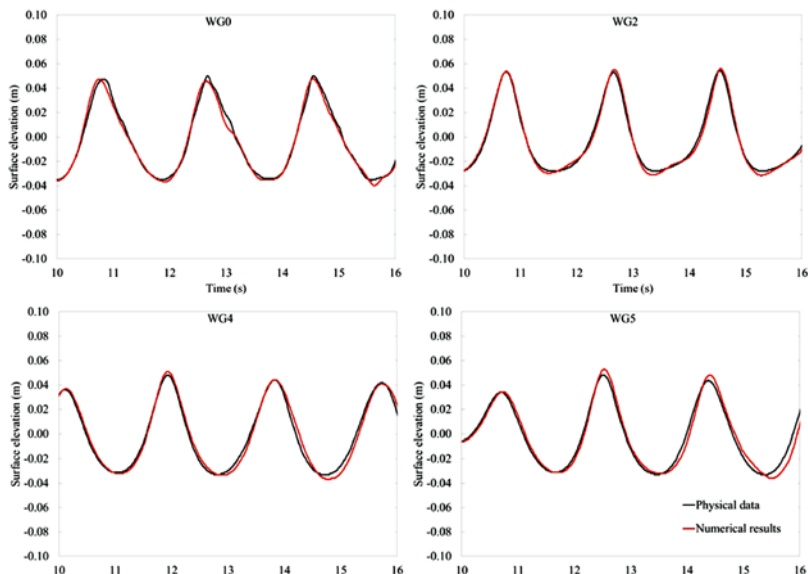 WG0
Surface elevation (m)
0.10
0.08
0.06
0.04
0.02
0.00
-0.02
-0.04
-0.06
-0.08
-0.10
10 11 12 13 14 15 16
Time (s)
WG2
Surface elevation (m)
0.10
0.08
0.06
0.04
0.02
0.00
-0.02
-0.04
-0.06
-0.08
-0.10
10 11 12 13 14 15 16
Time (s)
WG4
Surface elevation (m)
0.10
0.08
0.06
0.04
0.02
0.00
-0.02
-0.04
-0.06
-0.08
-0.10
10 11 12 13 14 15 16
WG5
Surface elevation (m)
0.10
0.08
0.06
0.04
0.02
0.00
-0.02
-0.04
-0.06
-0.08
-0.10
10 11 12 13 14 15 16
Physical data
Numerical results